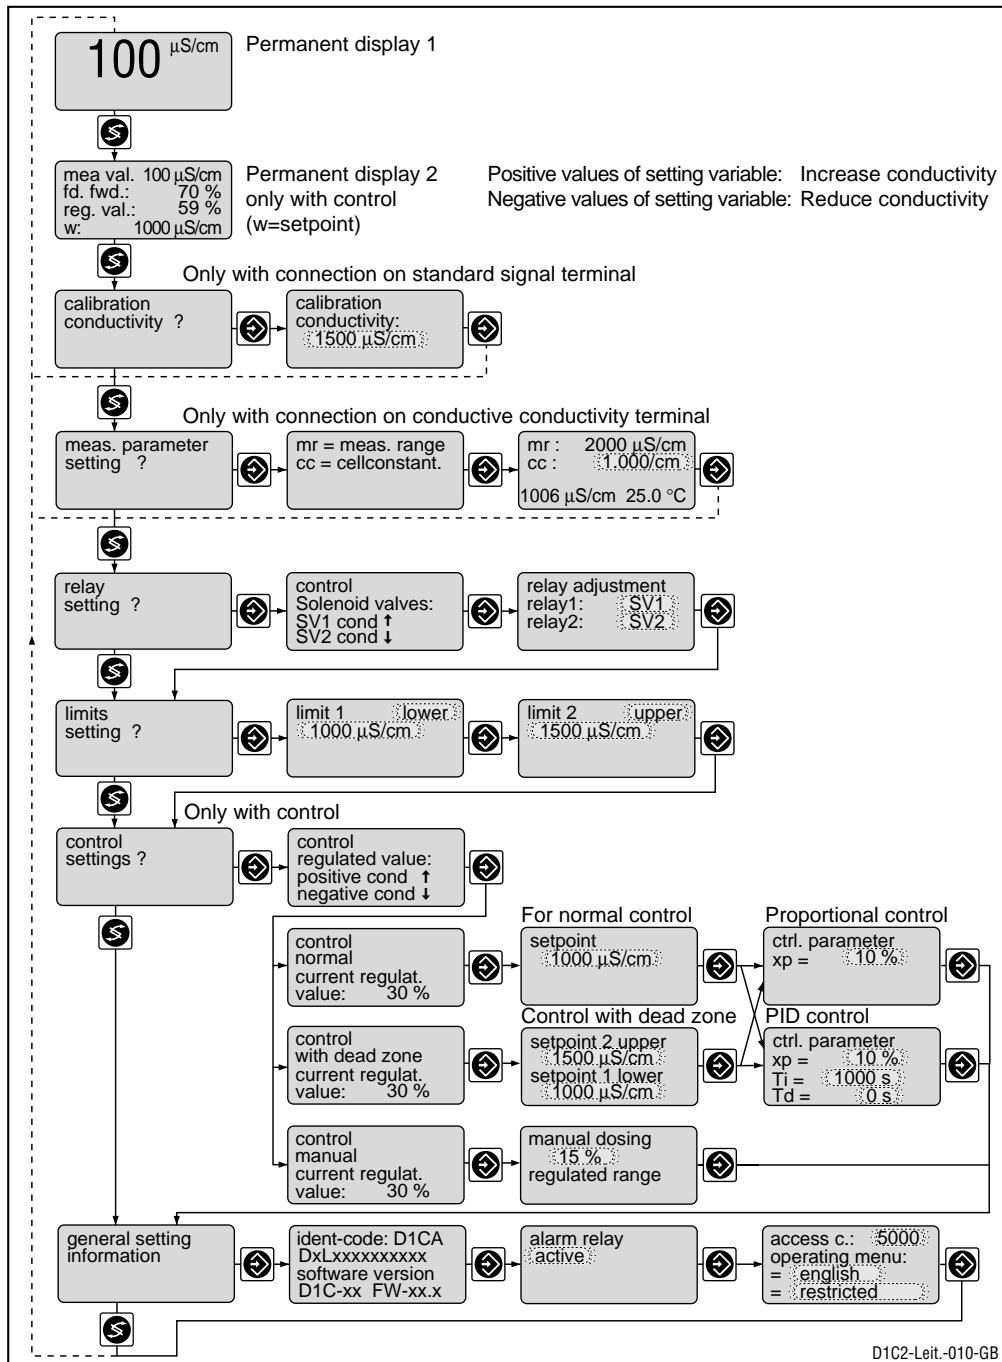 100 µS/cm
Permanent display 1
mea val. 100 µS/cm
fd. fwd.: 70 %
reg. val.: 59 %
w: 1000 µS/cm
Permanent display 2
only with control
(w=setpoint)
Positive values of setting variable: Increase conductivity
Negative values of setting variable: Reduce conductivity
Only with connection on standard signal terminal
calibration
conductivity ?
calibration
conductivity:
1500 µS/cm
Only with connection on conductive conductivity terminal
meas. parameter
setting ?
mr = meas. range
cc = cellconstant.
mr : 2000 µS/cm
cc : 1.000/cm
1006 µS/cm 25.0 °C
relay
setting ?
control
Solenoid valves:
SV1 cond ↑
SV2 cond ↓
relay adjustment
relay1: SV1
relay2: SV2
limits
setting ?
limit 1 lower
1000 µS/cm
limit 2 upper
1500 µS/cm
Only with control
control
settings ?
control
regulated value:
positive cond ↑
negative cond ↓
For normal control
Proportional control
control
normal
current regulat.
value: 30 %
setpoint
1000 µS/cm
ctrl. parameter
xp = 10 %
Control with dead zone
PID control
control
with dead zone
current regulat.
value: 30 %
setpoint 2 upper
1500 µS/cm
setpoint 1 lower
1000 µS/cm
ctrl. parameter
xp = 10 %
Ti = 1000 s
Td = 0 s
control
manual
current regulat.
value: 30 %
manual dosing
15 %
regulated range
general setting
information
ident-code: D1CA
DxLxxxxxxxxxx
software version
D1C-xx FW-xx.x
alarm relay
active
access c.: 5000
operating menu:
= english
= restricted
D1C2-Leit.-010-GB